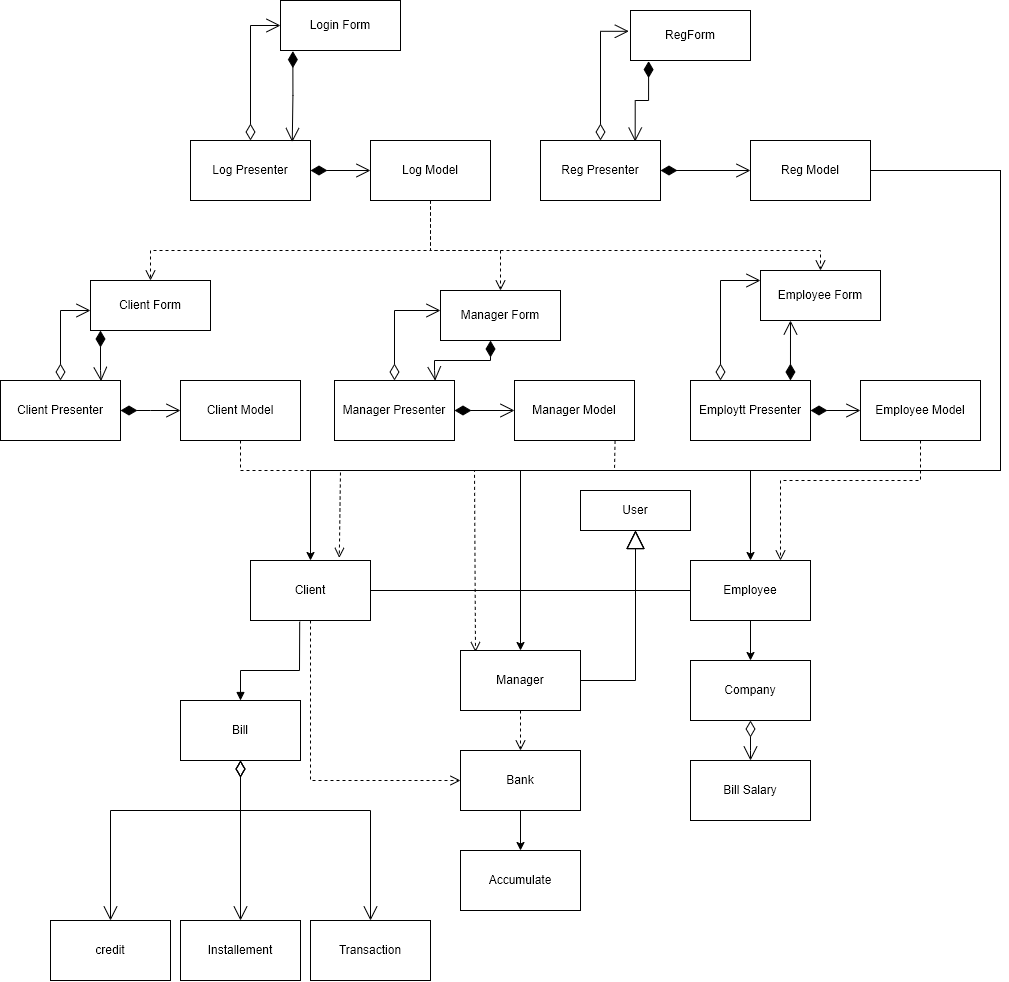 Login Form
RegForm
Log Presenter
Log Model
Reg Presenter
Reg Model
Client Form
Manager Form
Employee Form
Client Presenter
Client Model
Manager Presenter
Manager Model
Employtt Presenter
Employee Model
User
Client
Employee
Manager
Company
Bill
Bank
Bill Salary
Accumulate
credit
Installement
Transaction